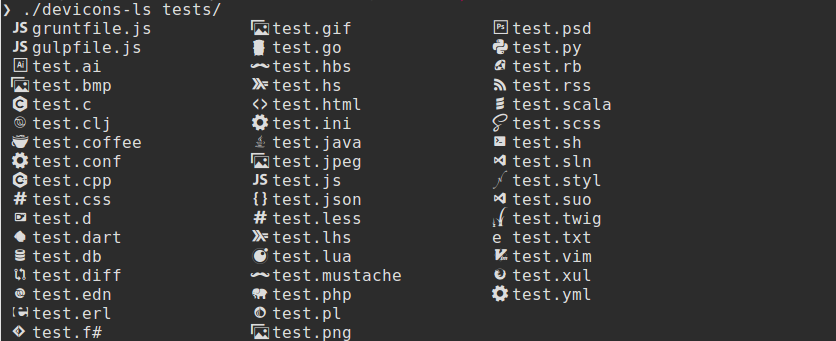 ❯ ./devicons-ls tests/
JS gruntfile.js
JS gulpfile.js
Ai test.ai
test.bmp
test.c
test.clj
test.coffee
test.conf
test.cpp
# test.css
test.d
test.dart
test.db
test.diff
test.edn
test.erl
test.f#
test.gif
test.go
test.hbs
test.hs
<> test.html
test.ini
test.java
test.jpeg
JS test.js
{} test.json
# test.less
test.lhs
test.lua
test.mustache
test.php
test.pl
test.png
Ps test.psd
test.py
test.rb
test.rss
test.scala
test.scss
test.sh
test.sln
test.styl
test.suo
test.twig
e test.txt
test.vim
test.xul
test.yml